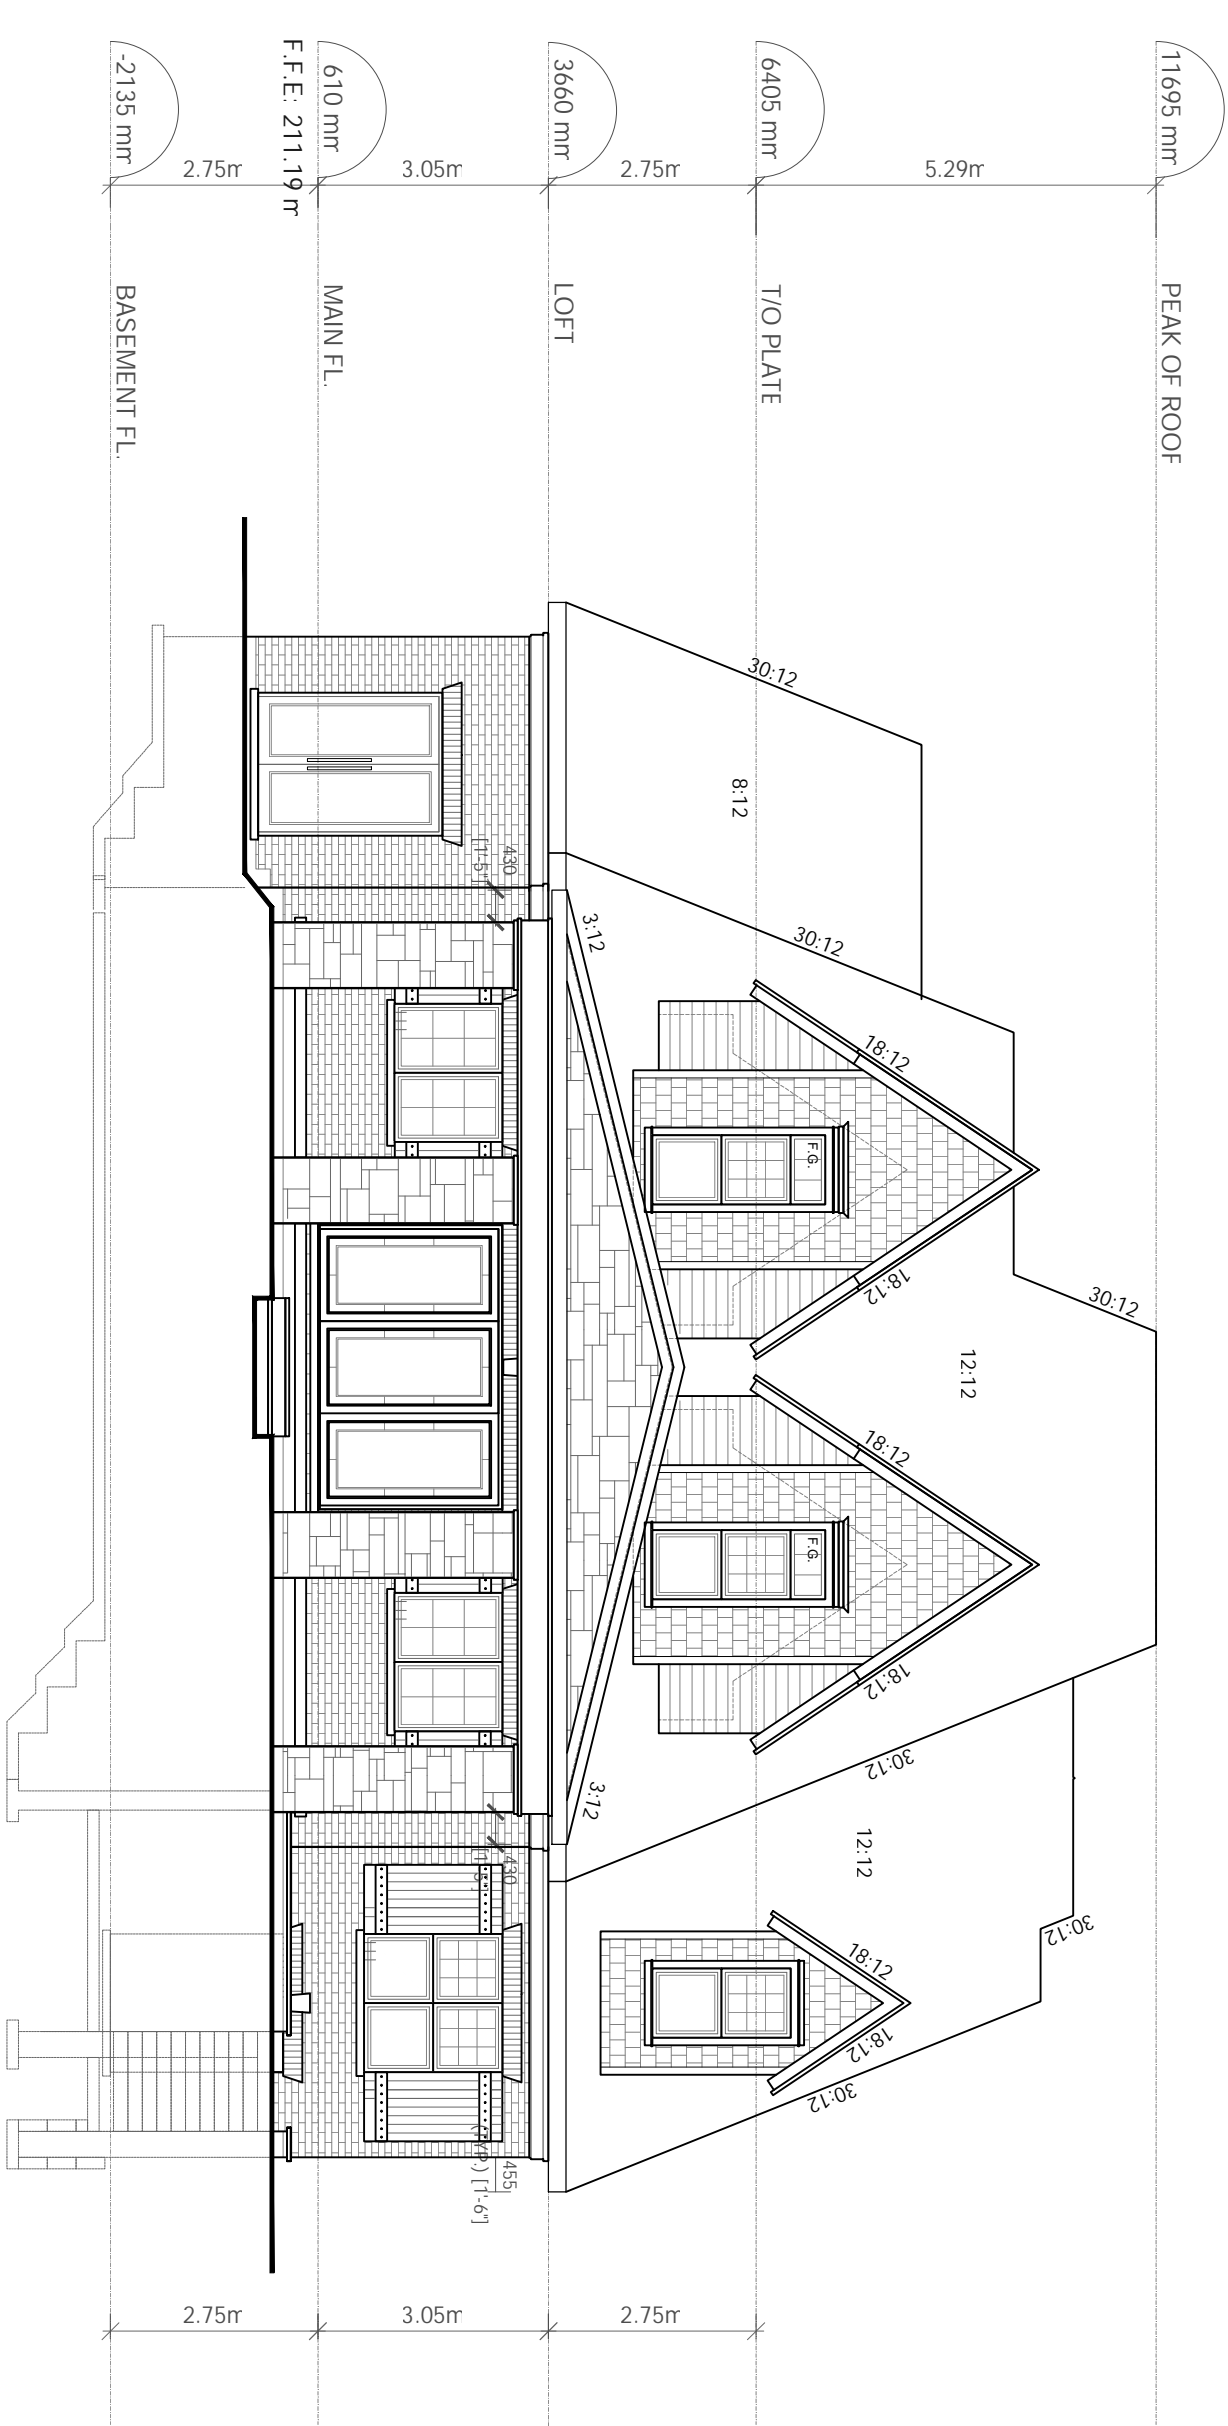 11695 mm
PEAK OF ROOF
5.29m
6405 mm
T/O PLATE
2.75m
3660 mm
LOFT
3.05m
610 mm
MAIN FL.
F.F.E: 211.19 m
2.75m
-2135 mm
BASEMENT FL.
30:12
8:12
30:12
30:12
12:12
18:12
18:12
18:12
18:12
30:12
12:12
30:12
18:12
18:12
30:12
F.G.
F.G.
3:12
3:12
430
[1'-5"]
430
[1'-5"]
455
(TYP.) [1'-6"]
2.75m
3.05m
2.75m